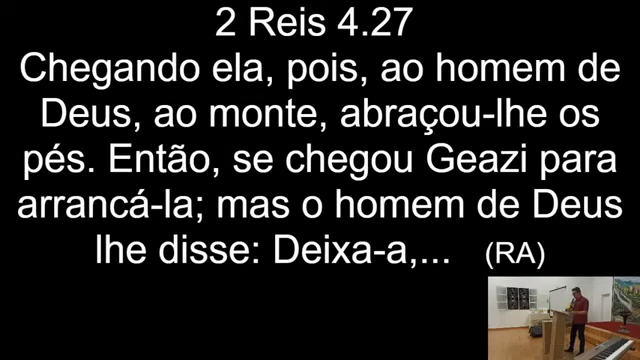 2 Reis 4.27
Chegando ela, pois, ao homem de
Deus, ao monte, abraçou-lhe os
pés. Então, se chegou Geazi para
arrancá-la; mas o homem de Deus
lhe disse: Deixa-a,... (RA)